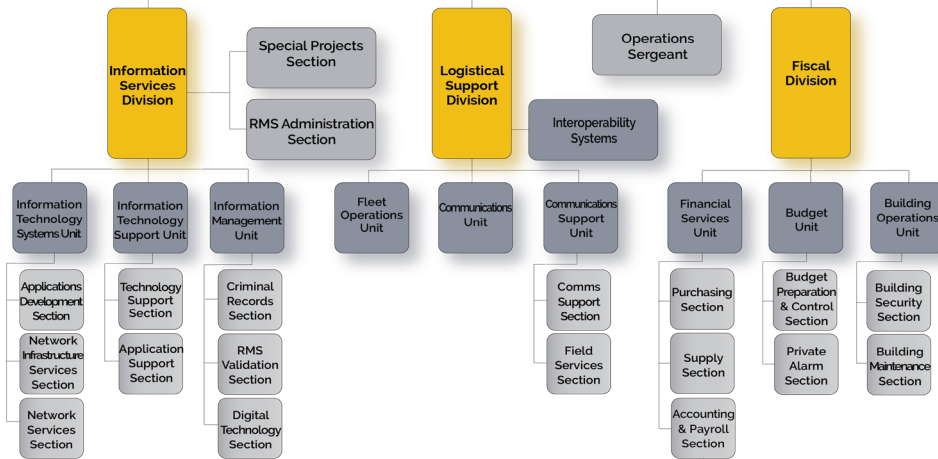 Information
Services
Division
Special Projects
Section
RMS Administration
Section
Logistical
Support
Division
Interoperability
Systems
Operations
Sergeant
Fiscal
Division
Information
Technology
Systems Unit
Information
Technology
Support Unit
Information
Management
Unit
Fleet
Operations
Unit
Communications
Unit
Communications
Support
Unit
Financial
Services
Unit
Budget
Unit
Building
Operations
Unit
Applications
Development
Section
Network
Infrastructure
Services
Section
Network
Services
Section
Technology
Support
Section
Application
Support
Section
Criminal
Records
Section
RMS
Validation
Section
Digital
Technology
Section
Comms
Support
Section
Field
Services
Section
Purchasing
Section
Supply
Section
Accounting
& Payroll
Section
Budget
Preparation
& Control
Section
Private
Alarm
Section
Building
Security
Section
Building
Maintenance
Section